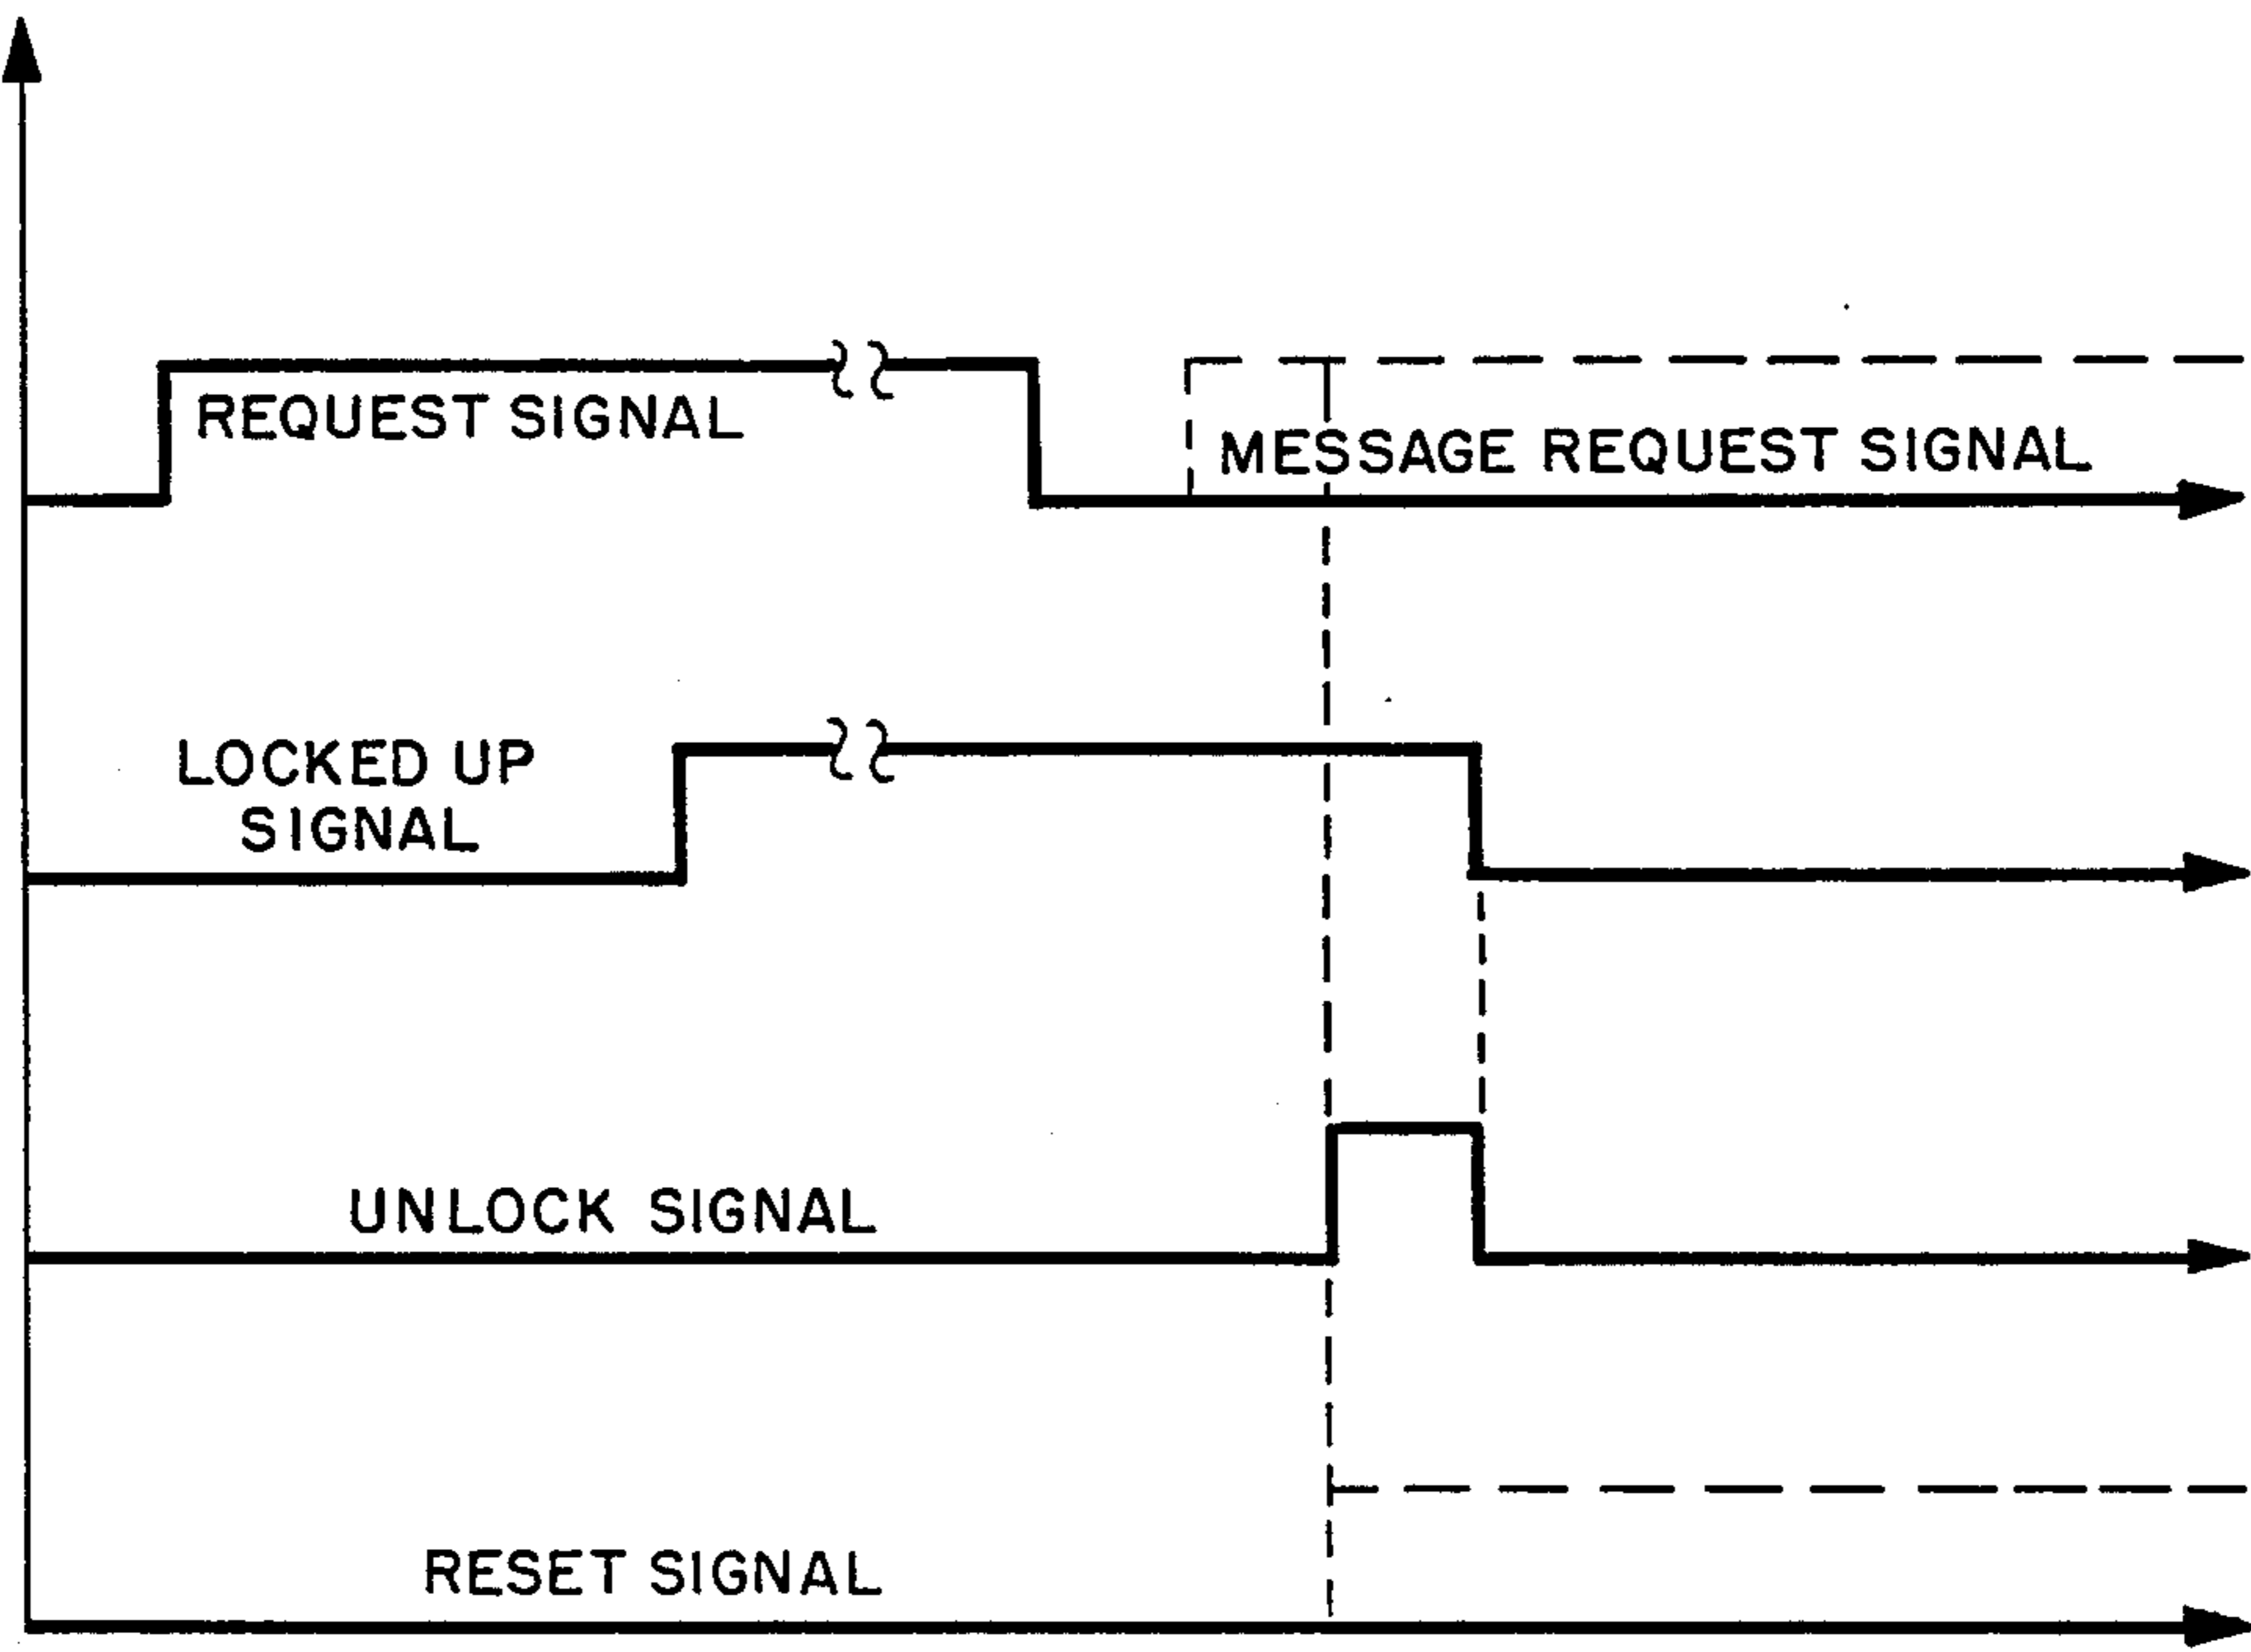 REQUEST SIGNAL
MESSAGE REQUEST SIGNAL
LOCKED UP
SIGNAL
UNLOCK SIGNAL
RESET SIGNAL